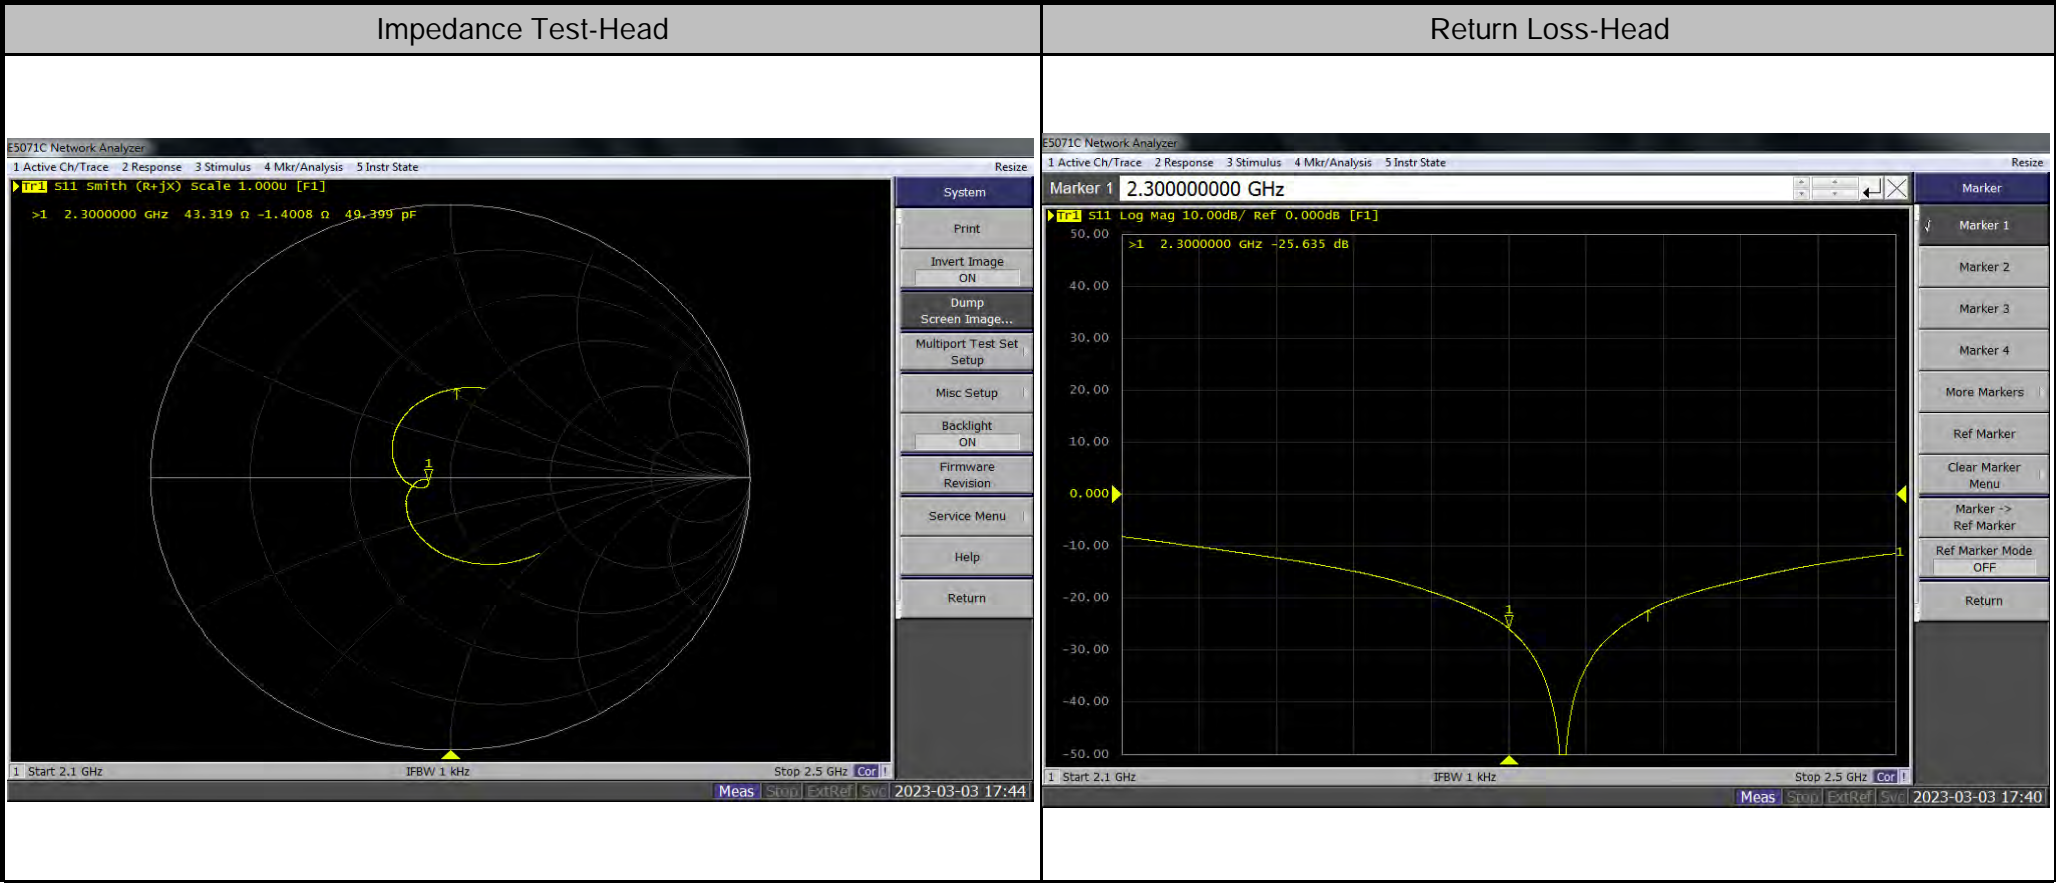 Impedance Test-Head
Return Loss-Head
E5071C Network Analyzer
1 Active Ch/Trace 2 Response 3 Stimulus 4 Mkr/Analysis 5 Instr State
Resize
Tr1 S11 Smith (R+jX) Scale 1.000U [F1]
>1 2.3000000 GHz 43.319 Ω -1.4008 Ω 49.399 pF
1
System
Print
Invert Image
ON
Dump
Screen Image...
Multiport Test Set
Setup
Misc Setup
Backlight
ON
Firmware
Revision
Service Menu
Help
Return
1 Start 2.1 GHz
IFBW 1 kHz
Stop 2.5 GHz Cor !
Meas Stop ExtRef Svc 2023-03-03 17:44
E5071C Network Analyzer
1 Active Ch/Trace 2 Response 3 Stimulus 4 Mkr/Analysis 5 Instr State
Resize
Marker 1 2.300000000 GHz
Tr1 S11 Log Mag 10.00dB/ Ref 0.000dB [F1]
>1 2.3000000 GHz -25.635 dB
50.00
40.00
30.00
20.00
10.00
0.000
-10.00
-20.00
-30.00
-40.00
-50.00
1
1
Marker
Marker 1
Marker 2
Marker 3
Marker 4
More Markers
Ref Marker
Clear Marker
Menu
Marker ->
Ref Marker
Ref Marker Mode
OFF
Return
1 Start 2.1 GHz
IFBW 1 kHz
Stop 2.5 GHz Cor !
Meas Stop ExtRef Svc 2023-03-03 17:40